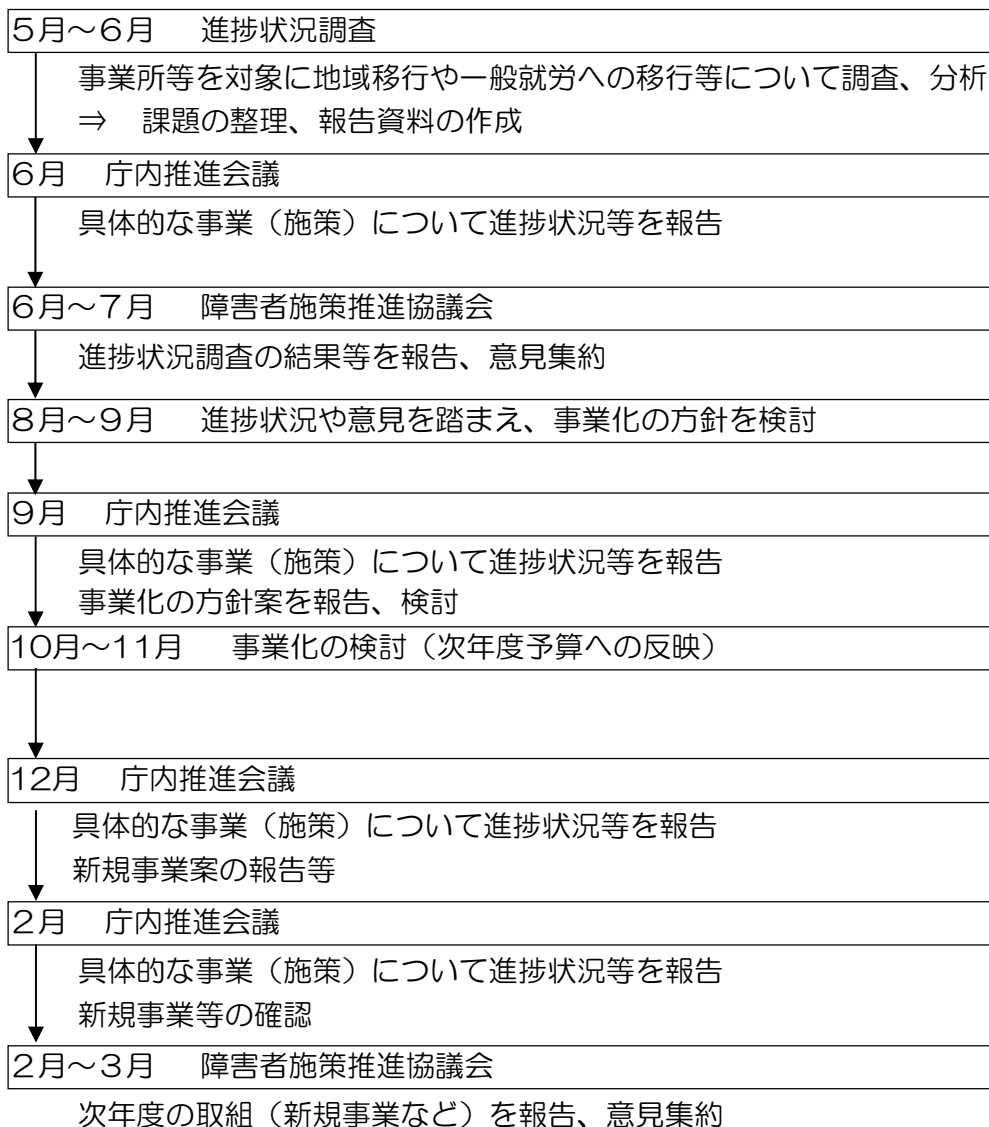 ５月～６月　進捗状況調査
事業所等を対象に地域移行や一般就労への移行等について調査、分析
⇒　課題の整理、報告資料の作成
６月　庁内推進会議
具体的な事業（施策）について進捗状況等を報告
６月～７月　障害者施策推進協議会
進捗状況調査の結果等を報告、意見集約
８月～９月　進捗状況や意見を踏まえ、事業化の方針を検討
９月　庁内推進会議
具体的な事業（施策）について進捗状況等を報告
事業化の方針案を報告、検討
１０月～１１月　事業化の検討（次年度予算への反映）
１２月　庁内推進会議
具体的な事業（施策）について進捗状況等を報告
新規事業案の報告等
２月　庁内推進会議
具体的な事業（施策）について進捗状況等を報告
新規事業等の確認
２月～３月　障害者施策推進協議会
次年度の取組（新規事業など）を報告、意見集約